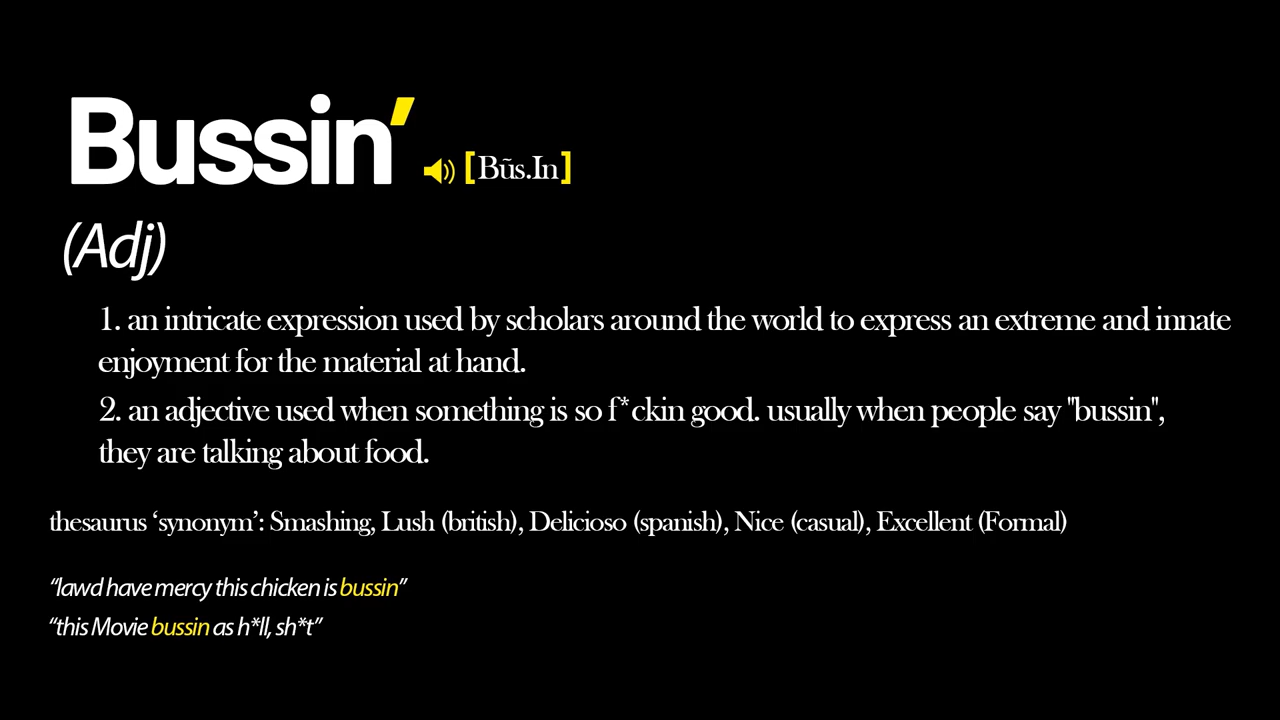 Bussin’
[Bũs.In]
(Adj)
1. an intricate expression used by scholars around the world to express an extreme and innate
enjoyment for the material at hand.
2. an adjective used when something is so f*ckin good. usually when people say "bussin",
they are talking about food.
thesaurus ‘synonym’: Smashing, Lush (british), Delicioso (spanish), Nice (casual), Excellent (Formal)
“lawd have mercy this chicken is bussin”
“this Movie bussin as h*ll, sh*t”